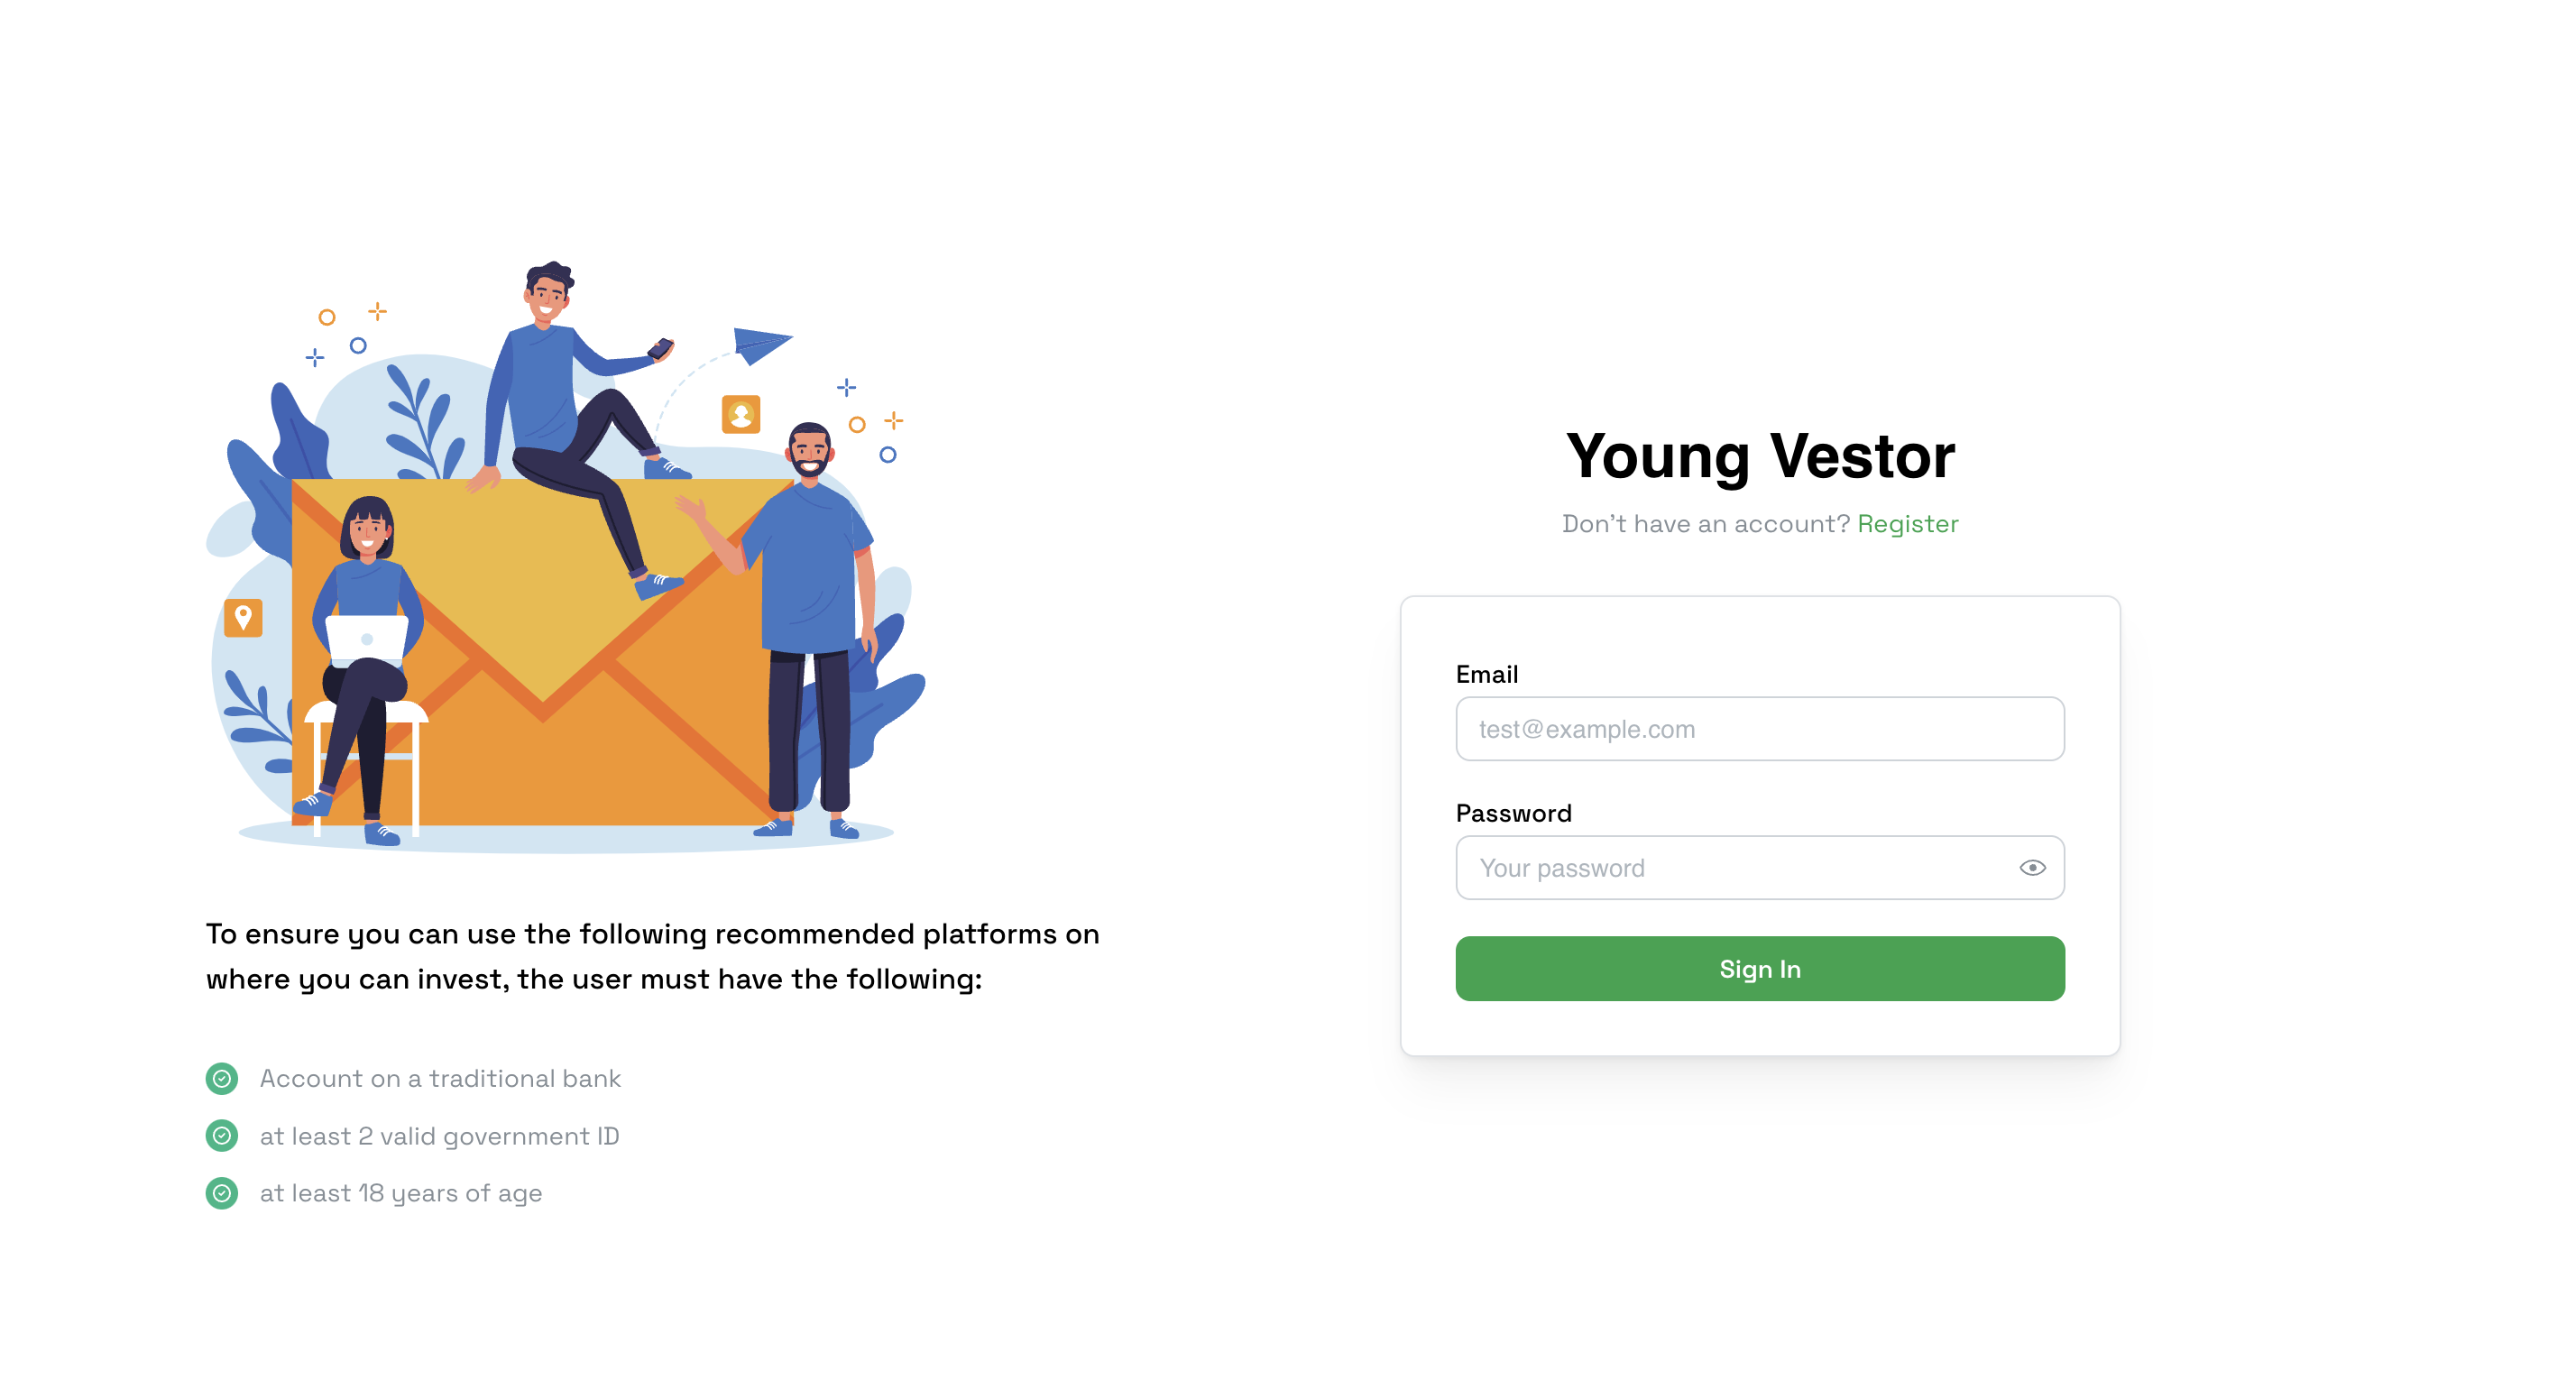 To ensure you can use the following recommended platforms on
where you can invest, the user must have the following:
Account on a traditional bank
at least 2 valid government ID
at least 18 years of age
Young Vestor
Don't have an account? Register
Email
test@example.com
Password
Your password
Sign In